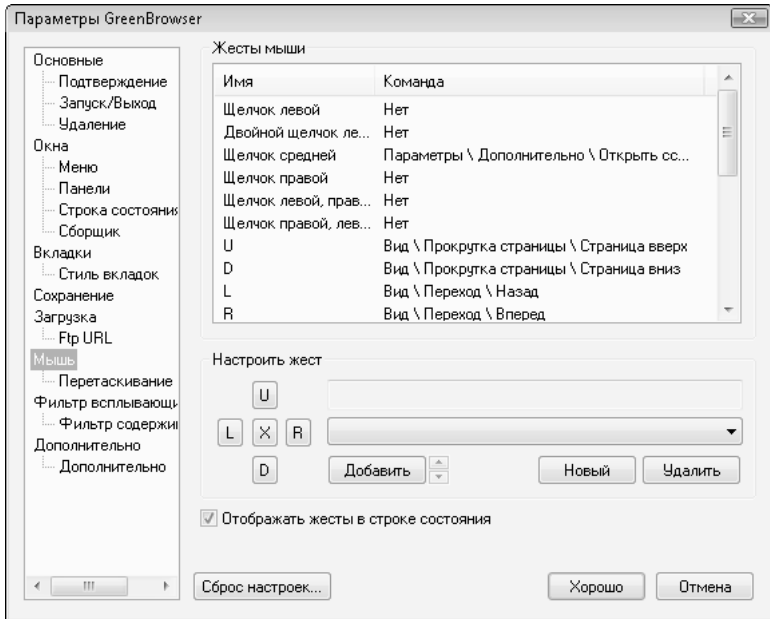 Параметры GreenBrowser
Основные
Подтверждение
Запуск/Выход
Удаление
Окна
Меню
Панели
Строка состояния
Сборщик
Вкладки
Стиль вкладок
Сохранение
Загрузка
Ftp URL
Мышь
Перетаскивание
Фильтр всплывающи
Фильтр содержи
Дополнительно
Дополнительно
Жесты мыши
Имя Команда
Щелчок левой Нет
Двойной щелчок ле... Нет
Щелчок средней Параметры \ Дополнительно \ Открыть сс...
Щелчок правой Нет
Щелчок левой, прав... Нет
Щелчок правой, лев... Нет
U Вид \ Прокрутка страницы \ Страница вверх
D Вид \ Прокрутка страницы \ Страница вниз
L Вид \ Переход \ Назад
R Вид \ Переход \ Вперед
Настроить жест
U
L X R
D Добавить Новый Удалить
Отображать жесты в строке состояния
Сброс настроек... Хорошо Отмена